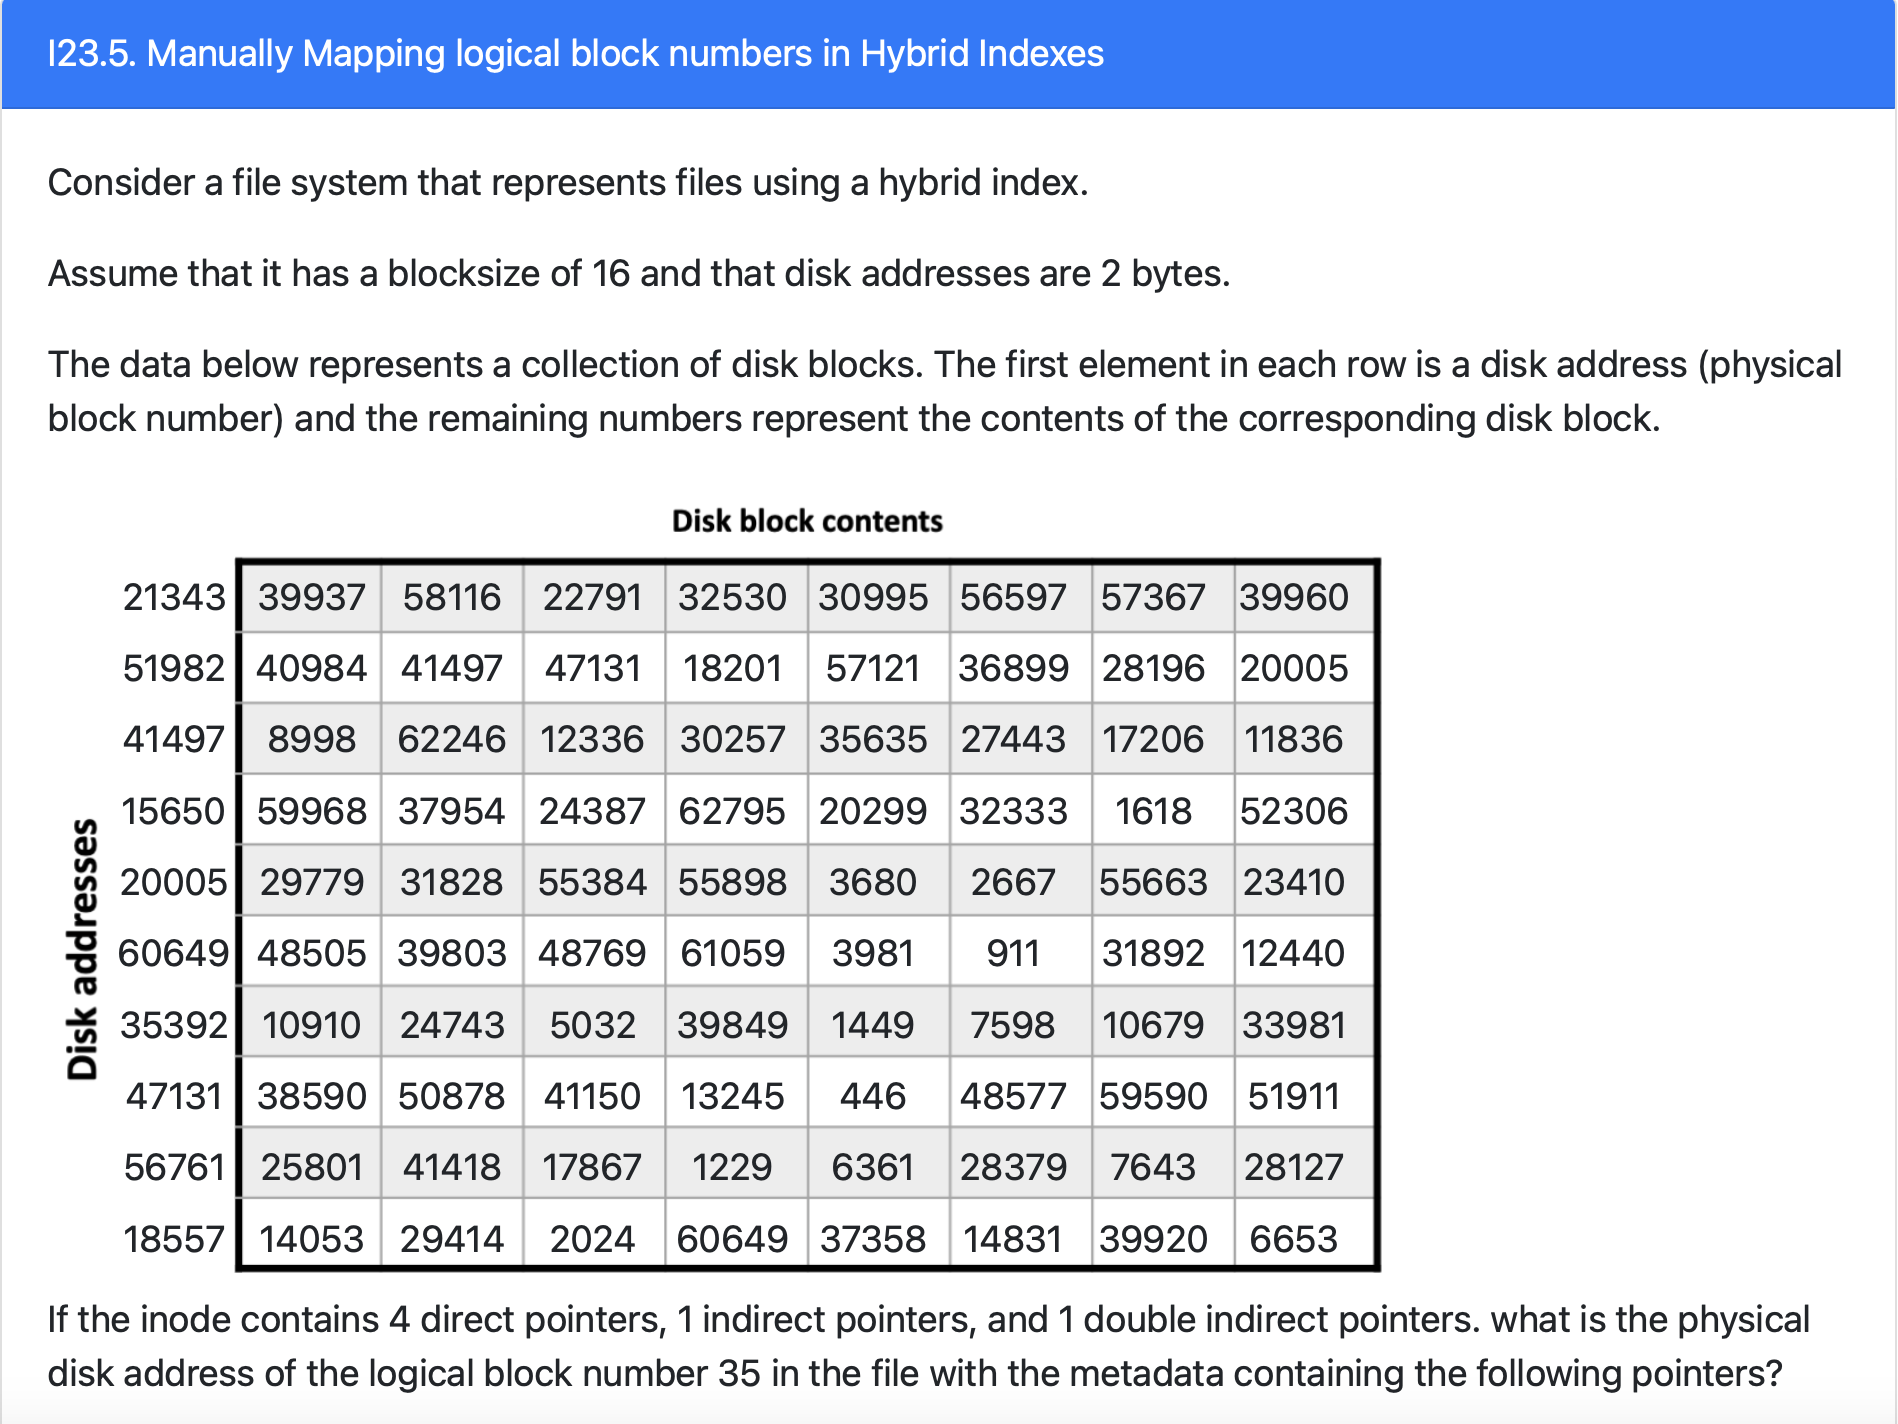 I23.5. Manually Mapping logical block numbers in Hybrid Indexes
Consider a file system that represents files using a hybrid index.
Assume that it has a blocksize of 16 and that disk addresses are 2 bytes.
The data below represents a collection of disk blocks. The first element in each row is a disk address (physical
block number) and the remaining numbers represent the contents of the corresponding disk block.
Disk block contents
Disk addresses
21343 39937 58116 22791 32530 30995 56597 57367 39960
51982 40984 41497 47131 18201 57121 36899 28196 20005
41497 8998 62246 12336 30257 35635 27443 17206 11836
15650 59968 37954 24387 62795 20299 32333 1618 52306
20005 29779 31828 55384 55898 3680 2667 55663 23410
60649 48505 39803 48769 61059 3981 911 31892 12440
35392 10910 24743 5032 39849 1449 7598 10679 33981
47131 38590 50878 41150 13245 446 48577 59590 51911
56761 25801 41418 17867 1229 6361 28379 7643 28127
18557 14053 29414 2024 60649 37358 14831 39920 6653
If the inode contains 4 direct pointers, 1 indirect pointers, and 1 double indirect pointers. what is the physical
disk address of the logical block number 35 in the file with the metadata containing the following pointers?